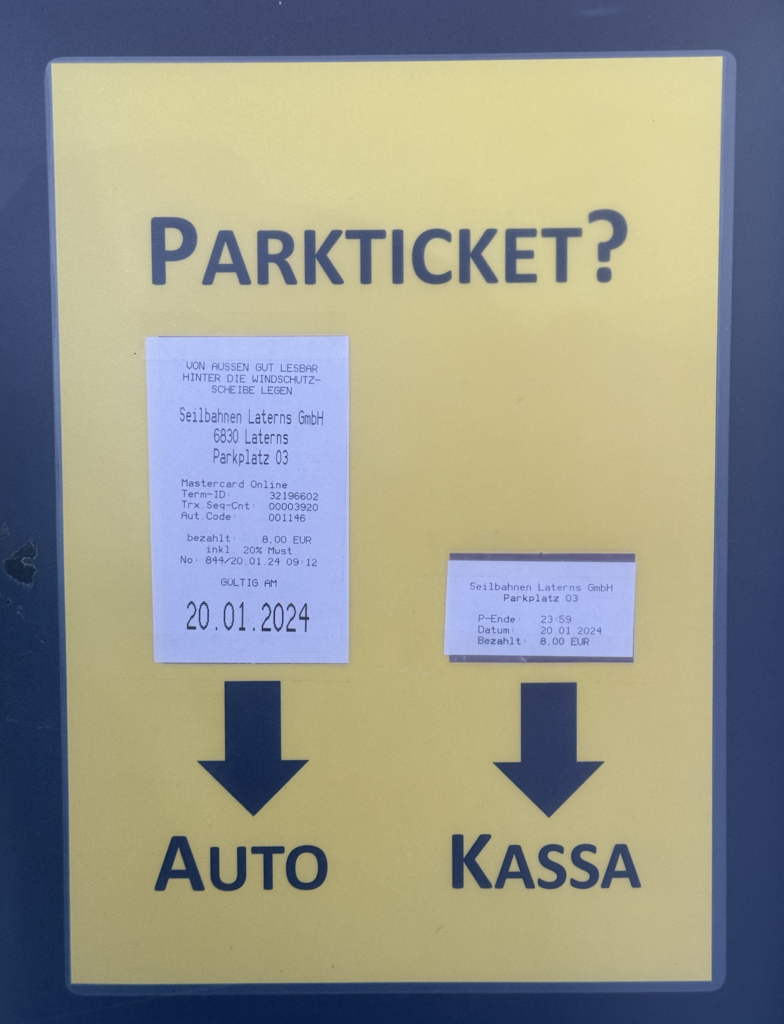 PARKTICKET?
VON AUSSEN GUT LESBAR
HINTER DIE WINDSCHUTZ-
SCHEIBE LEGEN
Seilbahnen Laterns GmbH
6830 Laterns
Parkplatz 03
Mastercard Online
Term-ID: 32196602
Trx.Seq-Cnt: 00003920
Aut.Code: 001146
bezahlt: 8,00 EUR
inkl. 20% Mwst
No: 844/20.01.24 09:12
GÜLTIG AM
20.01.2024
Seilbahnen Laterns GmbH
Parkplatz 03
P-Ende: 23:59
Datum: 20.01.2024
Bezahlt: 8,00 EUR
AUTO
KASSA